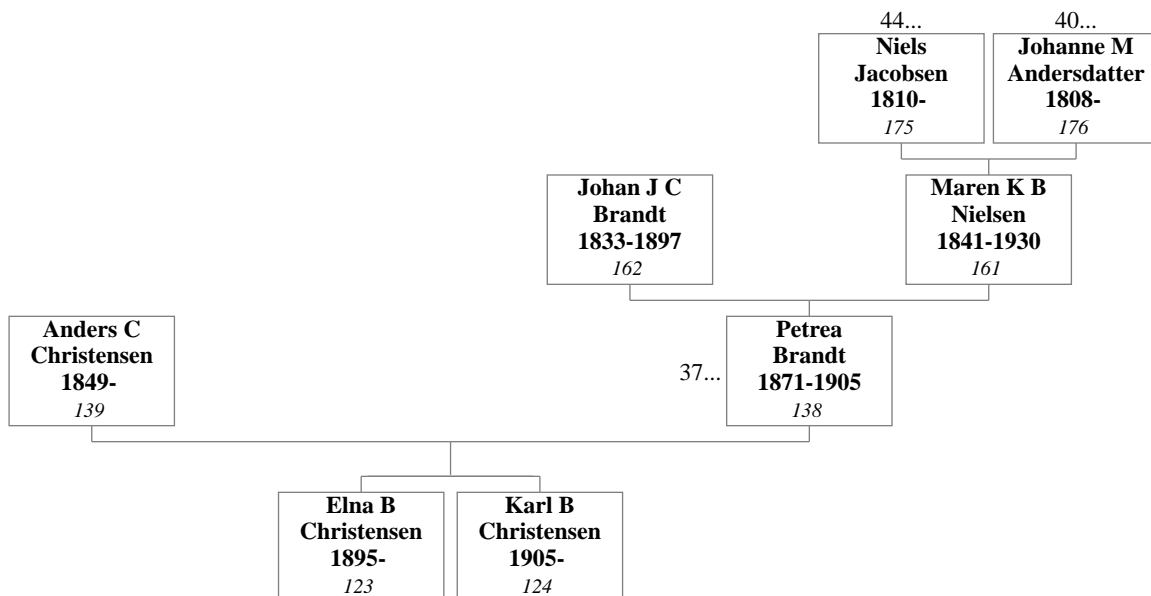 44...
Niels
Jacobsen
1810-
175
40...
Johanne M
Andersdatter
1808-
176
Johan J C
Brandt
1833-1897
162
Maren K B
Nielsen
1841-1930
161
Anders C
Christensen
1849-
139
37...
Petrea
Brandt
1871-1905
138
Elna B
Christensen
1895-
123
Karl B
Christensen
1905-
124